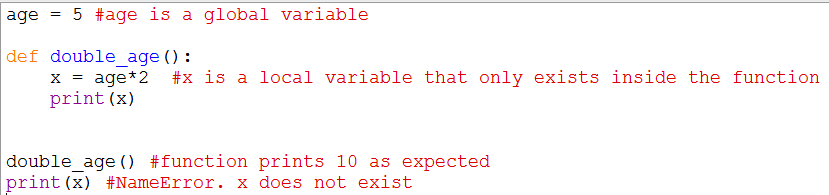 age = 5 #age is a global variable
def double_age():
    x = age*2  #x is a local variable that only exists inside the function
    print(x)
double_age() #function prints 10 as expected
print(x) #NameError. x does not exist